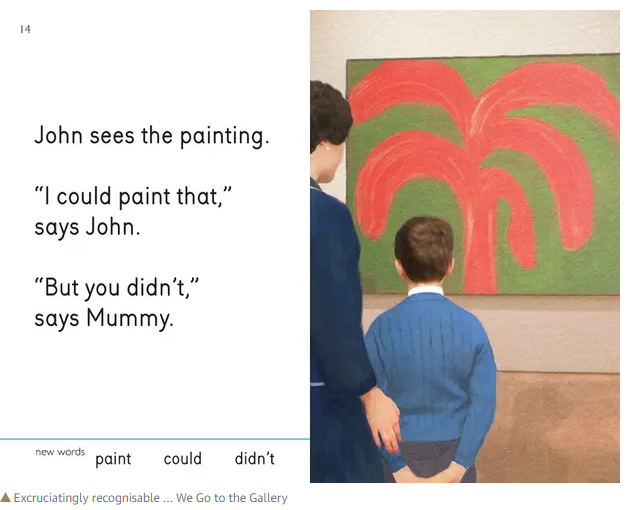 14
John sees the painting.
“I could paint that,”
says John.
“But you didn’t,”
says Mummy.
new words paint could didn’t
▲ Excruciatingly recognisable ... We Go to the Gallery